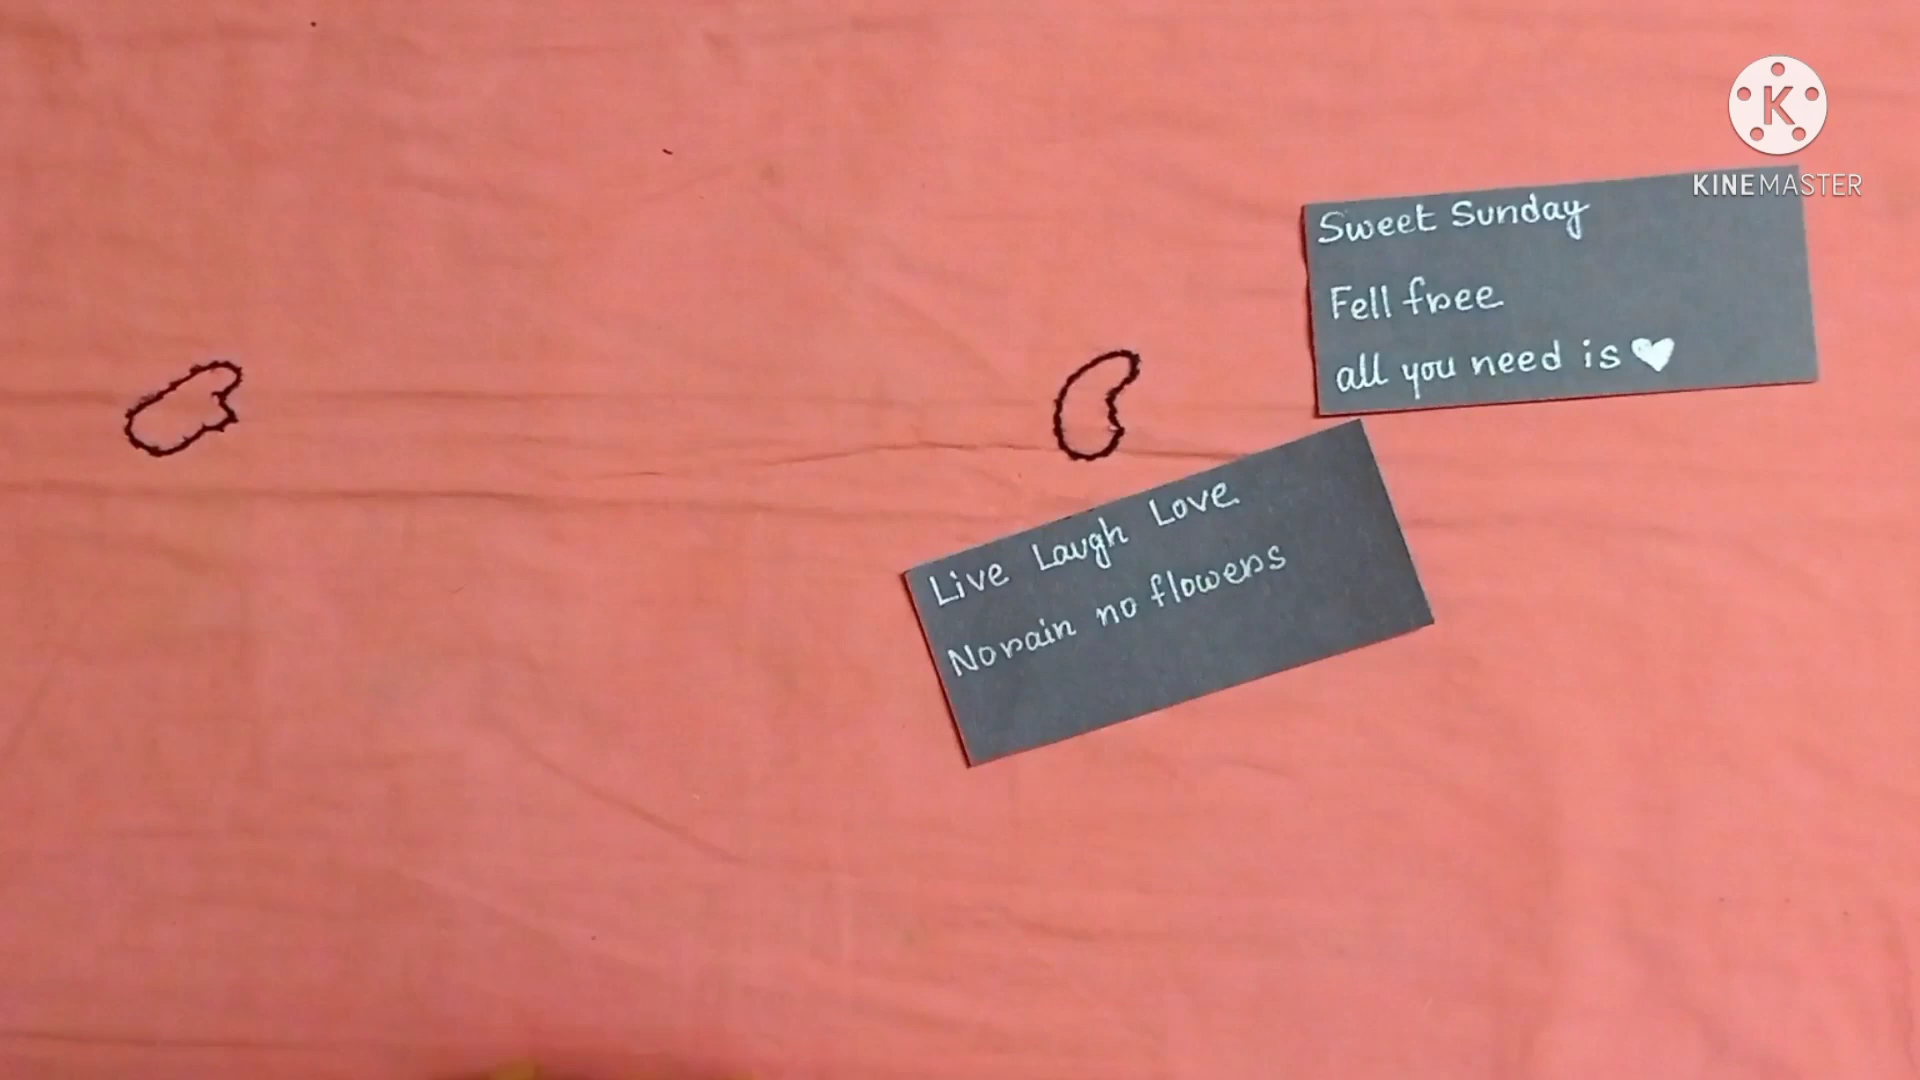 K
KINEMASTER
Sweet Sunday
Fell free
all you need is ♥
Live Laugh Love
No rain no flowers